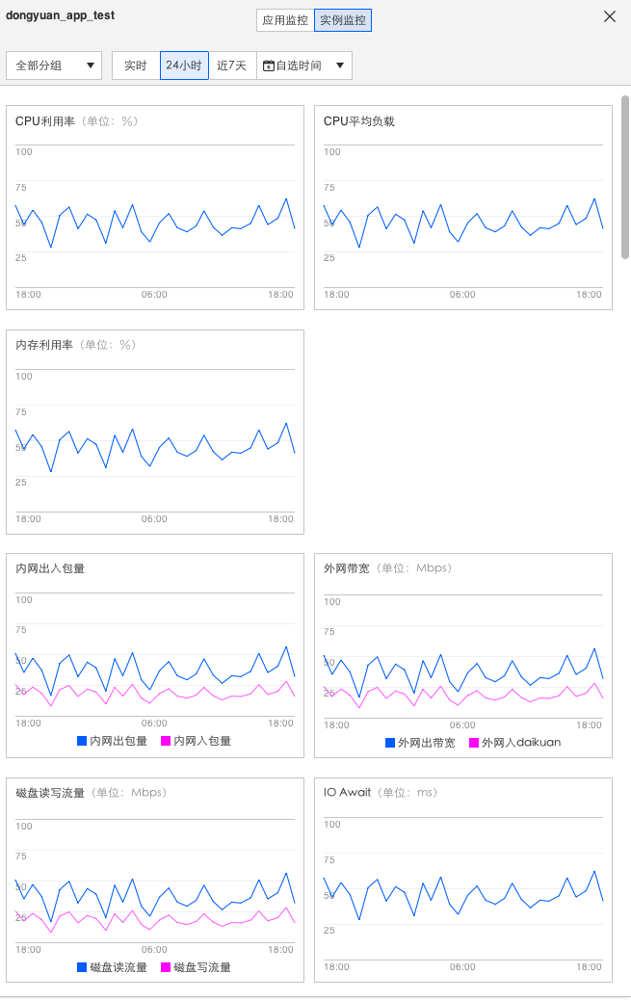 dongyuan_app_test
应用监控 实例监控
全部分组 实时 24小时 近7天 自选时间
CPU利用率（单位：％）
100
75
50
25
18:00 06:00 18:00
CPU平均负载
100
75
50
25
18:00 06:00 18:00
内存利用率（单位：％）
100
75
50
25
18:00 06:00 18:00
内网出入包量
100
75
50
25
18:00 06:00 18:00
内网出包量 内网入包量
外网带宽（单位：Mbps）
100
75
50
25
18:00 06:00 18:00
外网出带宽 外网入daikuan
磁盘读写流量（单位：Mbps）
100
75
50
25
18:00 06:00 18:00
磁盘读流量 磁盘写流量
IO Await（单位：ms）
100
75
50
25
18:00 06:00 18:00